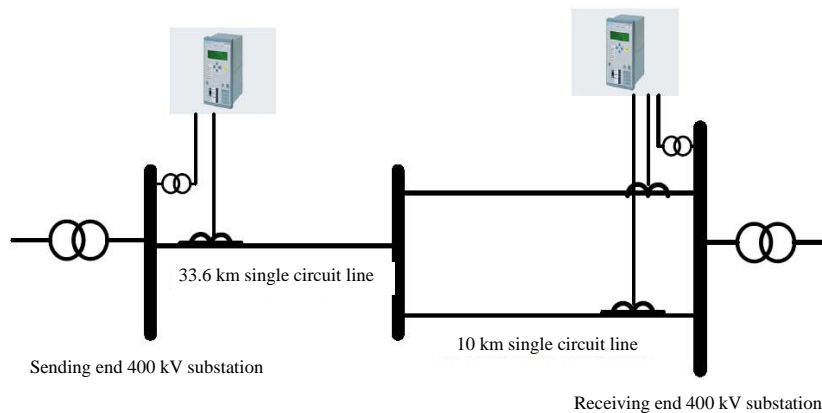 33.6 km single circuit line
10 km single circuit line
Sending end 400 kV substation
Receiving end 400 kV substation